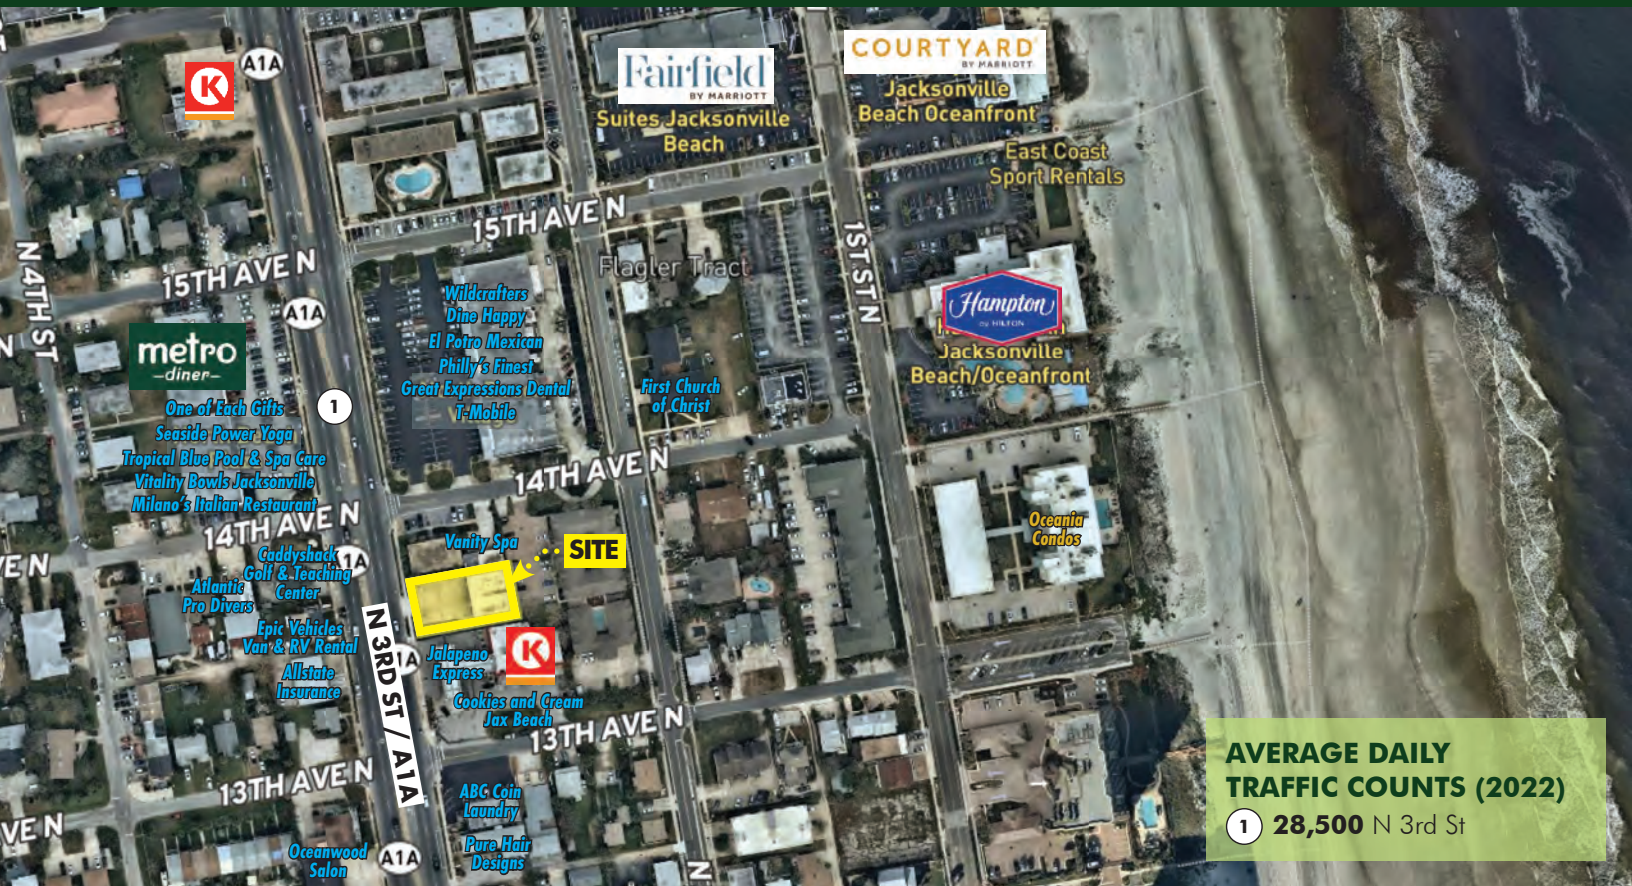 K
A1A
Fairfield
BY MARRIOTT
Suites Jacksonville
Beach
COURTYARD
BY MARRIOTT
Jacksonville
Beach Oceanfront
East Coast
Sport Rentals
N 4TH ST
15TH AVE N
15TH AVE N
1ST ST N
Flagler Tract
A1A
metro
diner
Wildcrafters
Dine Happy
El Potro Mexican
Philly's Finest
Great Expressions Dental
T-Mobile
Hampton
by HILTON
Jacksonville
Beach/Oceanfront
First Church
of Christ
1
One of Each Gifts
Seaside Power Yoga
Tropical Blue Pool & Spa Care
Vitality Bowls Jacksonville
Milano's Italian Restaurant
N
14TH AVE N
14TH AVE N
VE N
Vanity Spa
SITE
Oceania
Condos
Caddyshack
Golf & Teaching
Center
1A
Atlantic
Pro Divers
Epic Vehicles
Van & RV Rental
Allstate
Insurance
N 3RD ST / A1A
1A
Jalapeno
Express
K
Cookies and Cream
Jax Beach
13TH AVE N
13TH AVE N
VE N
ABC Coin
Laundry
Pure Hair
Designs
Oceanwood
Salon
A1A
N
AVERAGE DAILY
TRAFFIC COUNTS (2022)
1 28,500 N 3rd St